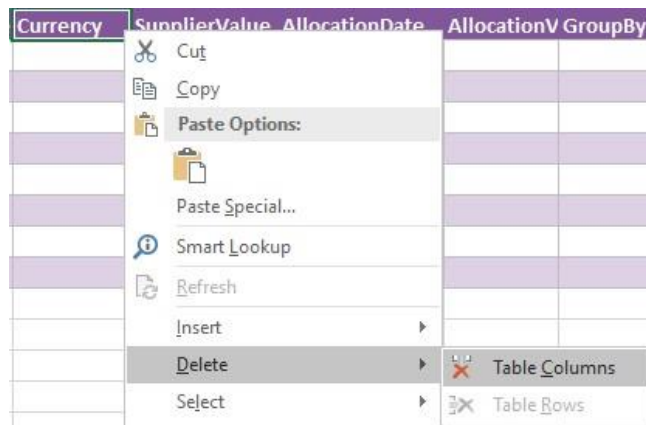 Currency SupplierValue AllocationDate AllocationV GroupBy
Cut
Copy
Paste Options:
Paste Special...
Smart Lookup
Refresh
Insert
Delete
Table Columns
Select
Table Rows